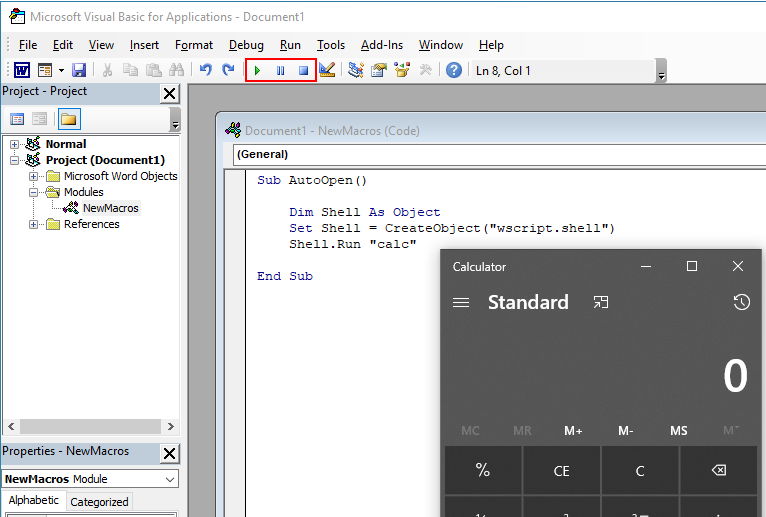 Microsoft Visual Basic for Applications - Document1
File Edit View Insert Format Debug Run Tools Add-Ins Window Help
Ln 8, Col 1
Project - Project
Normal
Project (Document1)
Microsoft Word Objects
Modules
NewMacros
References
Document1 - NewMacros (Code)
(General)
Sub AutoOpen()
Dim Shell As Object
Set Shell = CreateObject("wscript.shell")
Shell.Run "calc"
End Sub
Calculator
Standard
0
MC MR M+ M- MS M˅
% CE C
Properties - NewMacros
NewMacros Module
Alphabetic Categorized